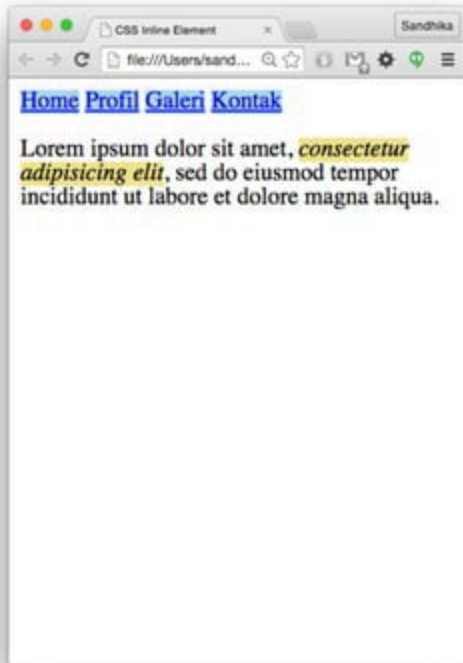 CSS Inline Element
Sandhika
file:///Users/sand...
Home Profil Galeri Kontak
Lorem ipsum dolor sit amet, consectetur
adipisicing elit, sed do eiusmod tempor
incididunt ut labore et dolore magna aliqua.